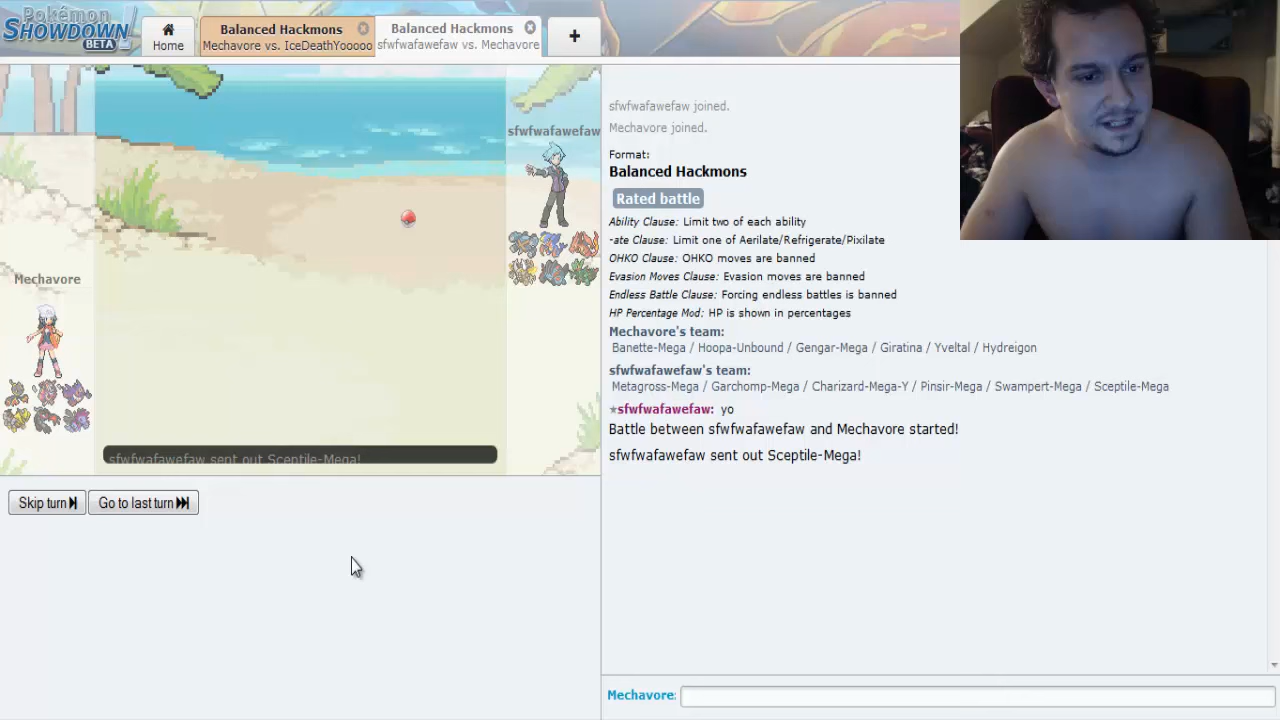 Pokémon
SHOWDOWN
BETA
Home
Balanced Hackmons
Mechavore vs. IceDeathYooooo
Balanced Hackmons
sfwfwafawefaw vs. Mechavore
+
sfwfwafawefaw
Mechavore
sfwfwafawefaw sent out Sceptile-Mega!
Skip turn
Go to last turn
sfwfwafawefaw joined.
Mechavore joined.
Format:
Balanced Hackmons
Rated battle
Ability Clause: Limit two of each ability
-ate Clause: Limit one of Aerilate/Refrigerate/Pixilate
OHKO Clause: OHKO moves are banned
Evasion Moves Clause: Evasion moves are banned
Endless Battle Clause: Forcing endless battles is banned
HP Percentage Mod: HP is shown in percentages
Mechavore's team:
Banette-Mega / Hoopa-Unbound / Gengar-Mega / Giratina / Yveltal / Hydreigon
sfwfwafawefaw's team:
Metagross-Mega / Garchomp-Mega / Charizard-Mega-Y / Pinsir-Mega / Swampert-Mega / Sceptile-Mega
★sfwfwafawefaw: yo
Battle between sfwfwafawefaw and Mechavore started!
sfwfwafawefaw sent out Sceptile-Mega!
Mechavore: